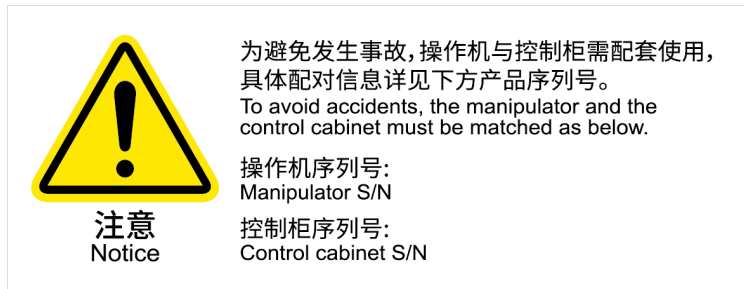 注意
Notice
为避免发生事故，操作机与控制柜需配套使用，
具体配对信息详见下方产品序列号。
To avoid accidents, the manipulator and the
control cabinet must be matched as below.
操作机序列号:
Manipulator S/N
控制柜序列号:
Control cabinet S/N